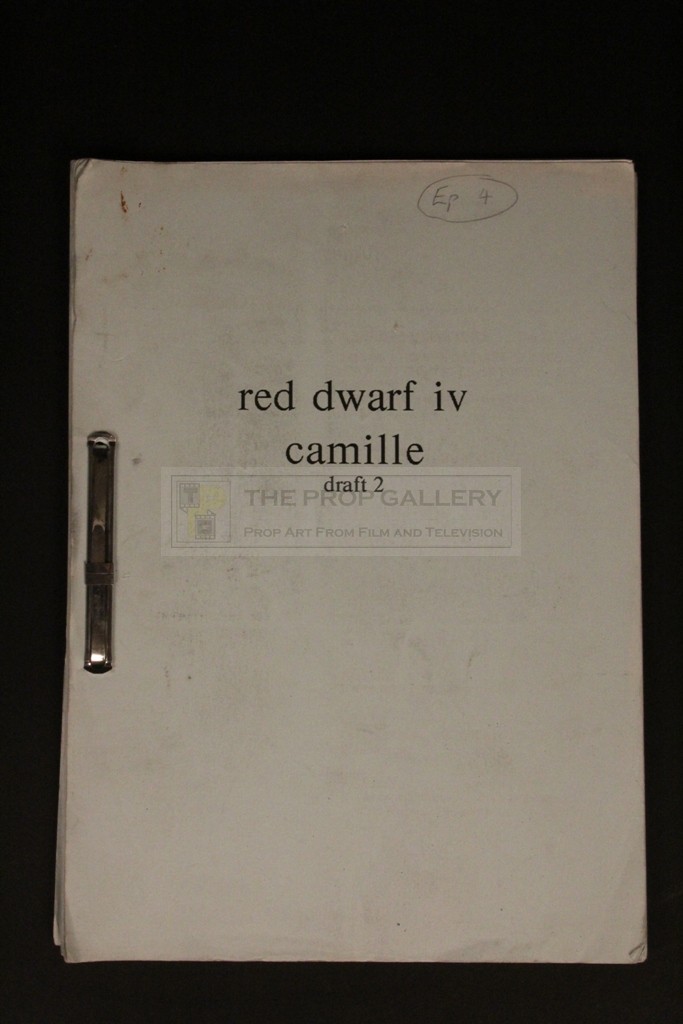 Ep 4
red dwarf iv
camille
draft 2
THE PROP GALLERY
PROP ART FROM FILM AND TELEVISION